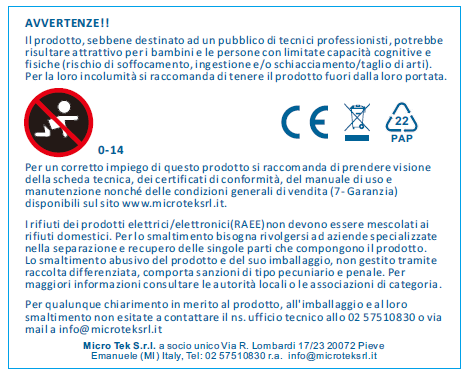 AVVERTENZE!!
Il prodotto, sebbene destinato ad un pubblico di tecnici professionisti, potrebbe
risultare attrattivo per i bambini e le persone con limitate capacità cognitive e
fisiche (rischio di soffocamento, ingestione e/o schiacciamento/taglio di arti).
Per la loro incolumità si raccomanda di tenere il prodotto fuori dalla loro portata.
0-14
CE
22
PAP
Per un corretto impiego di questo prodotto si raccomanda di prendere visione
della scheda tecnica, dei certificati di conformità, del manuale di uso e
manutenzione nonché delle condizioni generali di vendita (7- Garanzia)
disponibili sul sito www.microteksrl.it.
I rifiuti dei prodotti elettrici/elettronici(RAEE) non devono essere mescolati ai
rifiuti domestici. Per lo smaltimento bisogna rivolgersi ad aziende specializzate
nella separazione e recupero delle singole parti che compongono il prodotto.
Lo smaltimento abusivo del prodotto e del suo imballaggio, non gestito tramite
raccolta differenziata, comporta sanzioni di tipo pecuniario e penale. Per
maggiori informazioni consultare le autorità locali o le associazioni di categoria.
Per qualunque chiarimento in merito al prodotto, all'imballaggio e al loro
smaltimento non esitate a contattare il ns. ufficio tecnico allo 02 57510830 o via
mail a info@microteksrl.it
Micro Tek S.r.l. a socio unico Via R. Lombardi 17/23 20072 Pieve
Emanuele (MI) Italy, Tel: 02 57510830 r.a. info@microteksrl.it